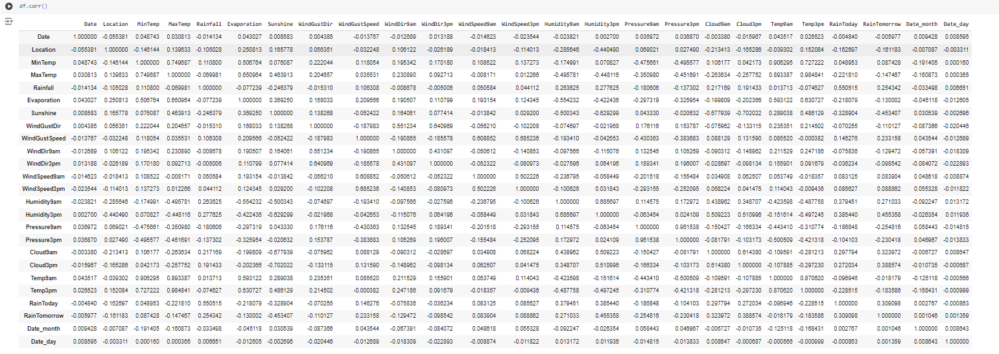 df.corr()
Date Location MinTemp MaxTemp Rainfall Evaporation Sunshine WindGustDir WindGustSpeed WindDir9am WindDir3pm WindSpeed9am WindSpeed3pm Humidity9am Humidity3pm Pressure9am Pressure3pm Cloud9am Cloud3pm Temp9am Temp3pm RainToday RainTomorrow Date_month Date_day
Date 1.000000 -0.055381 0.048743 0.030813 -0.014134 0.043027 0.008583 0.004385 -0.013767 -0.012689 0.013188 -0.014623 -0.023544 -0.023821 0.002700 0.036972 0.036870 -0.003380 -0.015967 0.043517 0.026523 -0.004840 -0.005977 0.009428 0.008595
Location -0.055381 1.000000 -0.146144 0.139633 -0.105028 0.250813 0.165778 0.056351 -0.032248 0.106122 -0.026189 -0.018413 -0.114013 -0.285646 -0.440490 0.069021 0.027490 -0.213413 -0.165286 -0.039302 0.152084 -0.162697 -0.161183 -0.007087 -0.003311
MinTemp 0.048743 -0.146144 1.000000 0.749687 0.110800 0.506764 0.076087 0.222044 0.118054 0.195342 0.170180 0.108522 0.137273 -0.174991 0.070827 -0.475661 -0.495577 0.106177 0.042173 0.906295 0.727222 0.048953 0.087428 -0.191405 0.000160
MaxTemp 0.030813 0.139633 0.749687 1.000000 -0.069981 0.650964 0.463913 0.204657 0.035531 0.230890 0.092713 -0.008171 0.012266 -0.495781 -0.448116 -0.350980 -0.451691 -0.263634 -0.257752 0.893387 0.984841 -0.221810 -0.147467 -0.160873 0.000365
Rainfall -0.014134 -0.105028 0.110800 -0.069981 1.000000 -0.077239 -0.246379 -0.015310 0.106308 -0.008678 -0.005006 0.050584 0.044112 0.263625 0.277625 -0.180606 -0.137302 0.217169 0.191433 0.013713 -0.074627 0.550515 0.254342 -0.033498 0.006651
Evaporation 0.043027 0.250813 0.506764 0.650964 -0.077239 1.000000 0.369250 0.168033 0.209566 0.190507 0.110799 0.193154 0.124345 -0.554232 -0.422436 -0.297319 -0.325954 -0.199809 -0.202366 0.593122 0.630727 -0.218079 -0.130002 -0.045118 -0.012605
Sunshine 0.008583 0.165778 0.076087 0.463913 -0.246379 0.369250 1.000000 0.138268 -0.052422 0.164061 0.077414 -0.013842 0.029200 -0.500343 -0.629299 0.043330 -0.020632 -0.677939 -0.702022 0.289038 0.486129 -0.328904 -0.453407 0.030539 -0.002696
WindGustDir 0.004385 0.056351 0.222044 0.204657 -0.015310 0.168033 0.138268 1.000000 -0.187983 0.551234 0.640969 -0.056210 -0.102208 -0.074697 -0.021968 0.176116 0.153787 -0.075962 -0.133115 0.235351 0.214502 -0.070255 -0.110127 -0.087366 -0.020446
WindGustSpeed -0.013767 -0.032248 0.118054 0.035531 0.106308 0.209566 -0.052422 -0.187983 1.000000 -0.190865 -0.185578 0.608852 0.685236 -0.193410 -0.042653 -0.430363 -0.383683 0.088129 0.131590 0.085520 -0.000382 0.146276 0.233158 0.043544 -0.012689
WindDir9am -0.012689 0.106122 0.195342 0.230890 -0.008678 0.190507 0.164061 0.551234 -0.190865 1.000000 0.431097 -0.050612 -0.140853 -0.097566 -0.115076 0.132545 0.105269 -0.090312 -0.148962 0.211529 0.247186 -0.075836 -0.129472 -0.067391 -0.018309
WindDir3pm 0.013188 -0.026189 0.170180 0.092713 -0.005006 0.110799 0.077414 0.640969 -0.185578 0.431097 1.000000 -0.052322 -0.080973 -0.027596 0.064196 0.189341 0.196007 -0.028697 -0.098134 0.155901 0.091679 -0.036234 -0.098542 -0.084072 -0.022893
WindSpeed9am -0.014623 -0.018413 0.108522 -0.008171 0.050584 0.193154 -0.013842 -0.056210 0.608852 -0.050612 -0.052322 1.000000 0.502226 -0.236795 -0.058449 -0.201518 -0.155484 0.034908 0.062507 0.053749 -0.018357 0.083125 0.083904 0.048618 -0.008874
WindSpeed3pm -0.023544 -0.114013 0.137273 0.012266 0.044112 0.124345 0.029200 -0.102208 0.685236 -0.140853 -0.080973 0.502226 1.000000 -0.100626 0.031843 -0.293155 -0.252095 0.068224 0.041475 0.114043 -0.009436 0.085627 0.088862 0.055328 -0.011822
Humidity9am -0.023821 -0.285646 -0.174991 -0.495781 0.263625 -0.554232 -0.500343 -0.074697 -0.193410 -0.097566 -0.027596 -0.236795 -0.100626 1.000000 0.685697 0.114575 0.172972 0.438962 0.348707 -0.423598 -0.487758 0.379451 0.271033 -0.092247 0.013172
Humidity3pm 0.002700 -0.440490 0.070827 -0.448116 0.277625 -0.422436 -0.629299 -0.021968 -0.042653 -0.115076 0.064196 -0.058449 0.031843 0.685697 1.000000 -0.063454 0.024109 0.509223 0.510996 -0.151614 -0.497245 0.385440 0.455358 -0.026354 0.011936
Pressure9am 0.036972 0.069021 -0.475661 -0.350980 -0.180606 -0.297319 0.043330 0.176116 -0.430363 0.132545 0.189341 -0.201518 -0.293155 0.114575 -0.063454 1.000000 0.961538 -0.150427 -0.166334 -0.443410 -0.310774 -0.186848 -0.254816 0.058443 -0.014815
Pressure3pm 0.036870 0.027490 -0.495577 -0.451691 -0.137302 -0.325954 -0.020632 0.153787 -0.383683 0.105269 0.196007 -0.155484 -0.252095 0.172972 0.024109 0.961538 1.000000 -0.081791 -0.103173 -0.500509 -0.421318 -0.104103 -0.230418 0.046967 -0.013833
Cloud9am -0.003380 -0.213413 0.106177 -0.263634 0.217169 -0.199809 -0.677939 -0.075962 0.088129 -0.090312 -0.028697 0.034908 0.068224 0.438962 0.509223 -0.150427 -0.081791 1.000000 0.614380 -0.109591 -0.281213 0.297794 0.323972 -0.006727 0.008647
Cloud3pm -0.015967 -0.165286 0.042173 -0.257752 0.191433 -0.202366 -0.702022 -0.133115 0.131590 -0.148962 -0.098134 0.062507 0.041475 0.348707 0.510996 -0.166334 -0.103173 0.614380 1.000000 -0.107885 -0.297230 0.272034 0.388574 -0.010735 -0.000687
Temp9am 0.043517 -0.039302 0.906295 0.893387 0.013713 0.593122 0.289038 0.235351 0.085520 0.211529 0.155901 0.053749 0.114043 -0.423598 -0.151614 -0.443410 -0.500509 -0.109591 -0.107885 1.000000 0.870620 -0.096946 -0.018179 -0.125118 -0.000566
Temp3pm 0.026523 0.152084 0.727222 0.984841 -0.074627 0.630727 0.486129 0.214502 -0.000382 0.247186 0.091679 -0.018357 -0.009436 -0.487758 -0.497245 -0.310774 -0.421318 -0.281213 -0.297230 0.870620 1.000000 -0.228515 -0.183586 -0.168431 -0.000999
RainToday -0.004840 -0.162697 0.048953 -0.221810 0.550515 -0.218079 -0.328904 -0.070255 0.146276 -0.075836 -0.036234 0.083125 0.085627 0.379451 0.385440 -0.186848 -0.104103 0.297794 0.272034 -0.096946 -0.228515 1.000000 0.309098 0.002767 -0.000863
RainTomorrow -0.005977 -0.161183 0.087428 -0.147467 0.254342 -0.130002 -0.453407 -0.110127 0.233158 -0.129472 -0.098542 0.083904 0.088862 0.271033 0.455358 -0.254816 -0.230418 0.323972 0.388574 -0.018179 -0.183586 0.309098 1.000000 0.001046 0.001359
Date_month 0.009428 -0.007087 -0.191405 -0.160873 -0.033498 -0.045118 0.030539 -0.087366 0.043544 -0.067391 -0.084072 0.048618 0.055328 -0.092247 -0.026354 0.058443 0.046967 -0.006727 -0.010735 -0.125118 -0.168431 0.002767 0.001046 1.000000 0.008643
Date_day 0.008595 -0.003311 0.000160 0.000365 0.006651 -0.012605 -0.002696 -0.020446 -0.012689 -0.018309 -0.022893 -0.008874 -0.011822 0.013172 0.011936 -0.014815 -0.013833 0.008647 -0.000687 -0.000566 -0.000999 -0.000863 0.001359 0.008643 1.000000